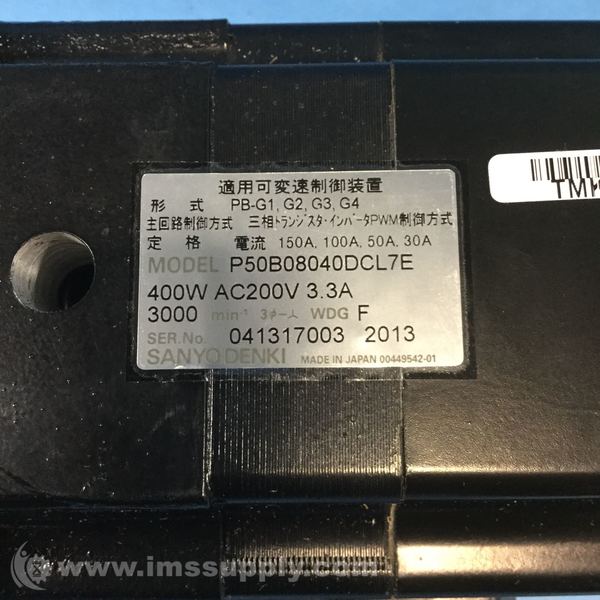 適用可変速制御装置
形 式 PB-G1, G2, G3, G4
主回路制御方式 三相トランジスタ・インバータPWM制御方式
定 格 電流 150A, 100A, 50A, 30A
MODEL P50B08040DCL7E
400W AC200V 3.3A
3000 min⁻¹ 3φ-人 WDG F
SER.No. 041317003 2013
SANYO DENKI MADE IN JAPAN 00449542-01
www.imssupply.com